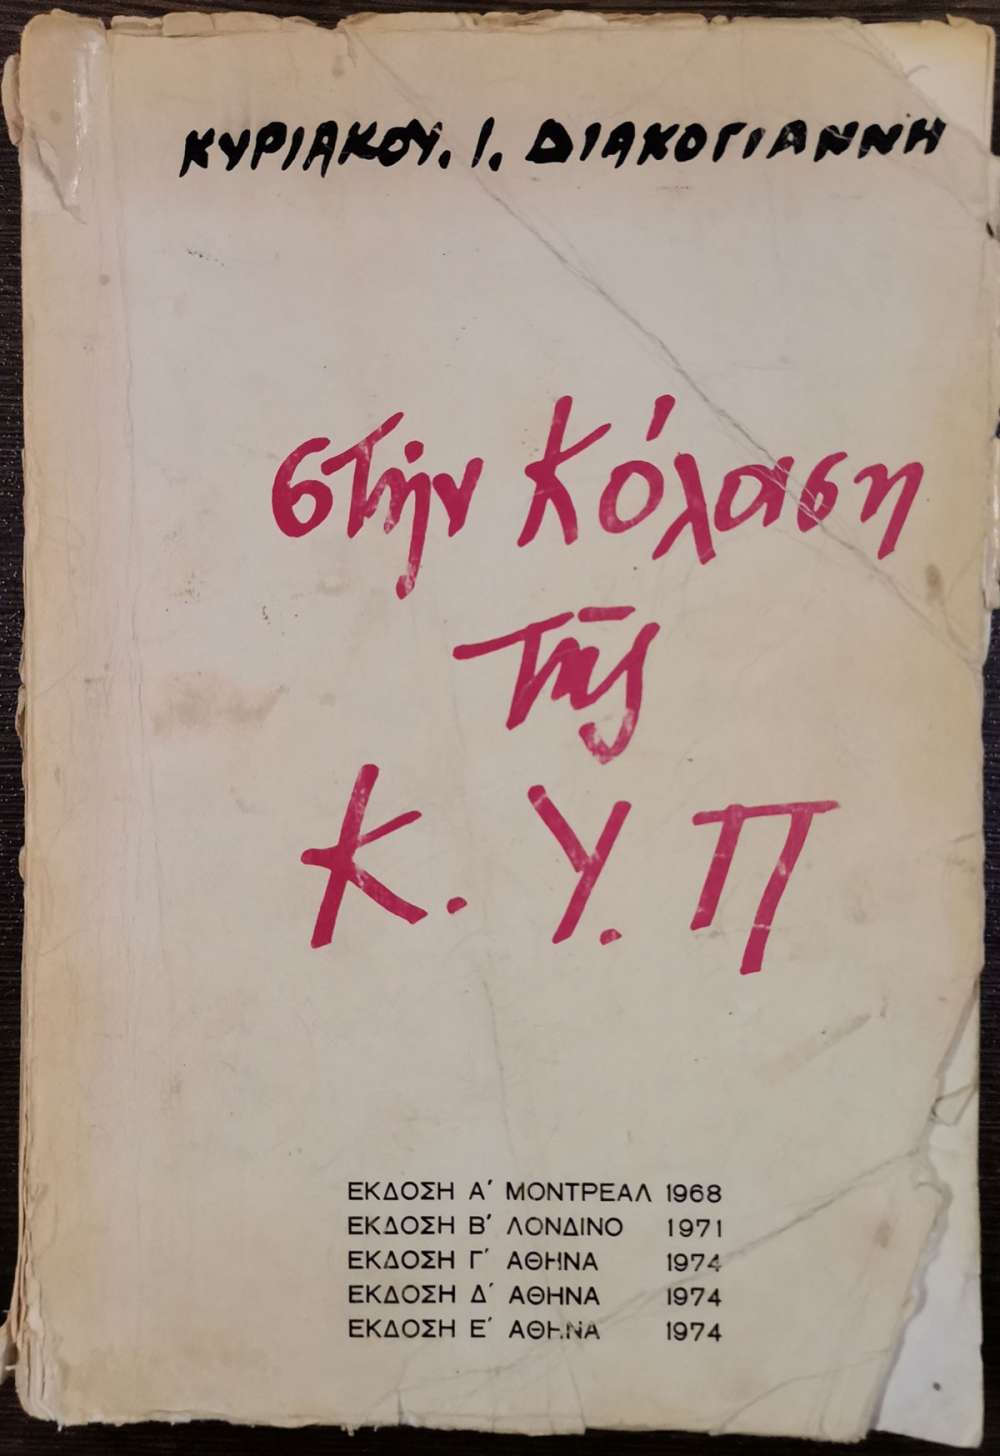 ΚΥΡΙΑΚΟΥ. Ι. ΔΙΑΚΟΓΙΑΝΝΗ
στήν Κόλαση
τῆς
Κ. Υ. Π
ΕΚΔΟΣΗ Α΄ ΜΟΝΤΡΕΑΛ 1968
ΕΚΔΟΣΗ Β΄ ΛΟΝΔΙΝΟ 1971
ΕΚΔΟΣΗ Γ΄ ΑΘΗΝΑ 1974
ΕΚΔΟΣΗ Δ΄ ΑΘΗΝΑ 1974
ΕΚΔΟΣΗ Ε΄ ΑΘΗΝΑ 1974